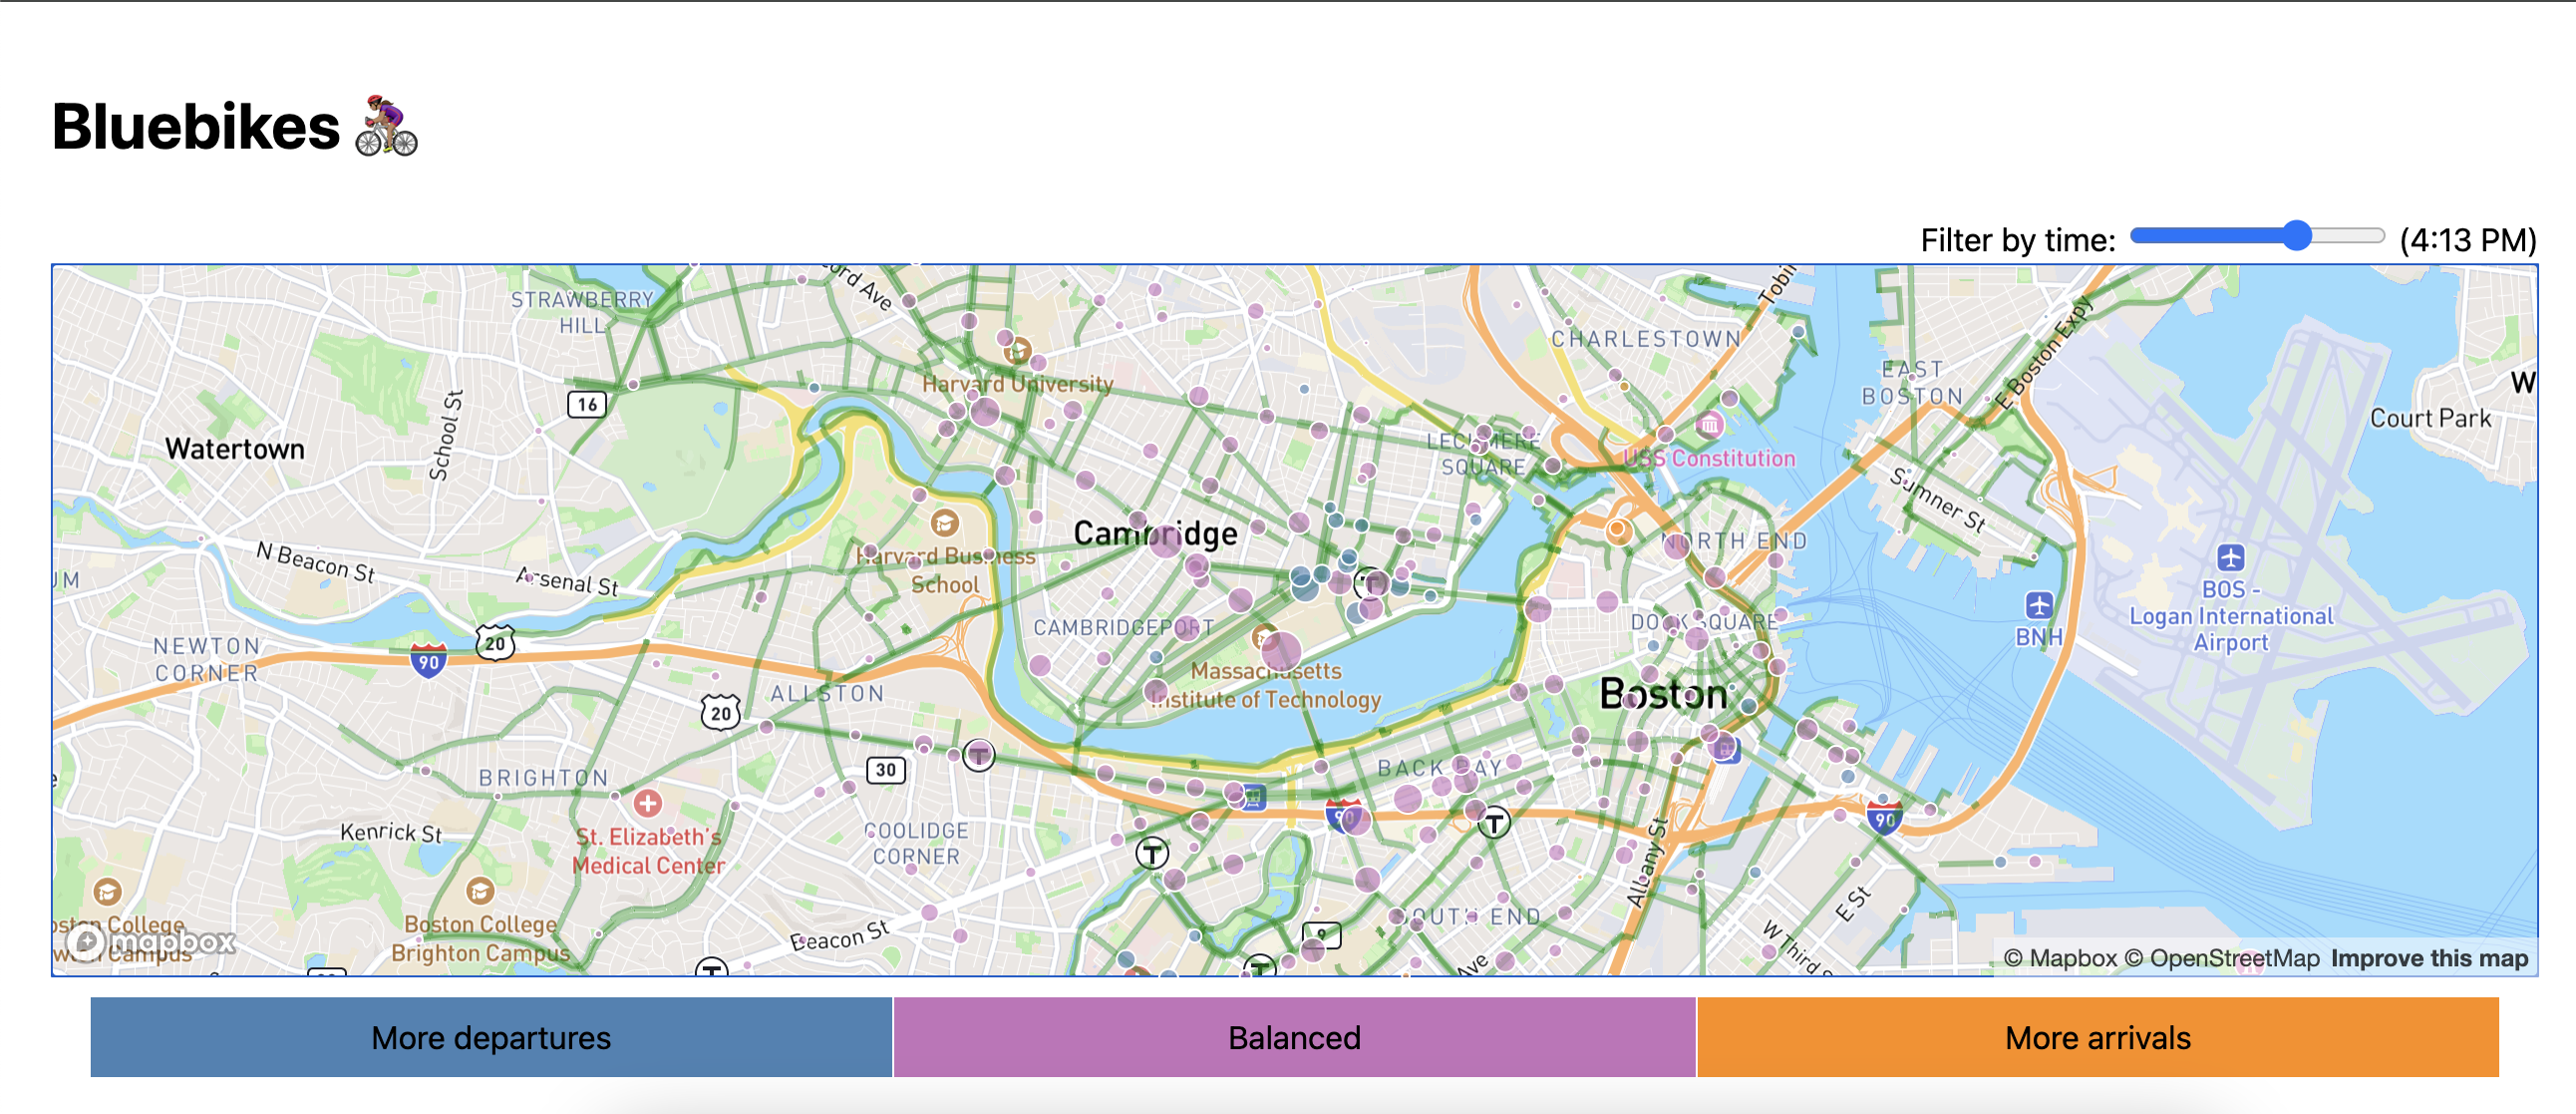 Bluebikes
Filter by time: (4:13 PM)
STRAWBERRY
HILL
Tobin
CHARLESTOWN
E Boston Expy
EAST
BOSTON
W
Harvard University
16
Court Park
School St
Watertown
LECHMERE
SQUARE
USS Constitution
Sumner St
Cambridge
NORTH END
N Beacon St
Harvard Business
School
Arsenal St
BOS -
Logan International
Airport
BNH
CAMBRIDGEPORT
DOCK SQUARE
NEWTON
CORNER
20
90
Massachusetts
Institute of Technology
ALLSTON
Boston
20
T
30
BACK BAY
BRIGHTON
90
90
T
Kenrick St
St. Elizabeth's
Medical Center
COOLIDGE
CORNER
T
Albany St
E St
Boston College
Brighton Campus
Beacon St
SOUTH END
9
W Third S
mapbox
T
T
Ave
© Mapbox © OpenStreetMap Improve this map
More departures
Balanced
More arrivals